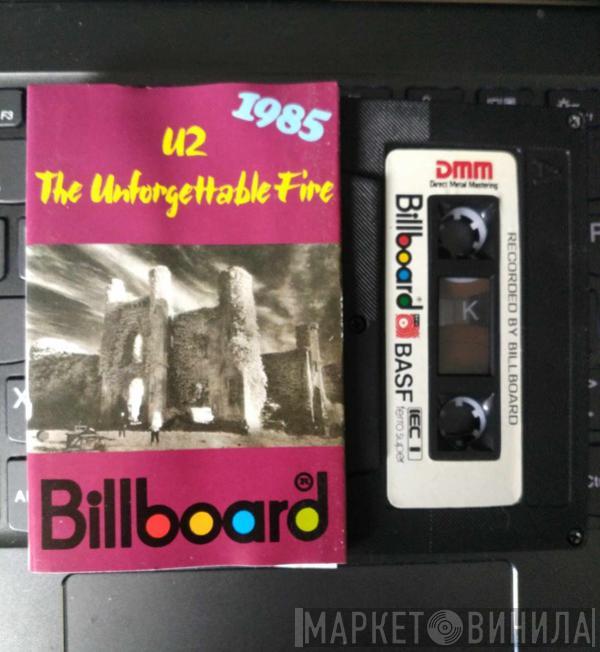 1985
U2
The Unforgettable Fire
Billboard®
DMM
Direct Metal Mastering
Billboard® BASF IEC I
ferro super
K
RECORDED BY BILLBOARD
A
F3
X
МАРКЕТ ВИНИЛА